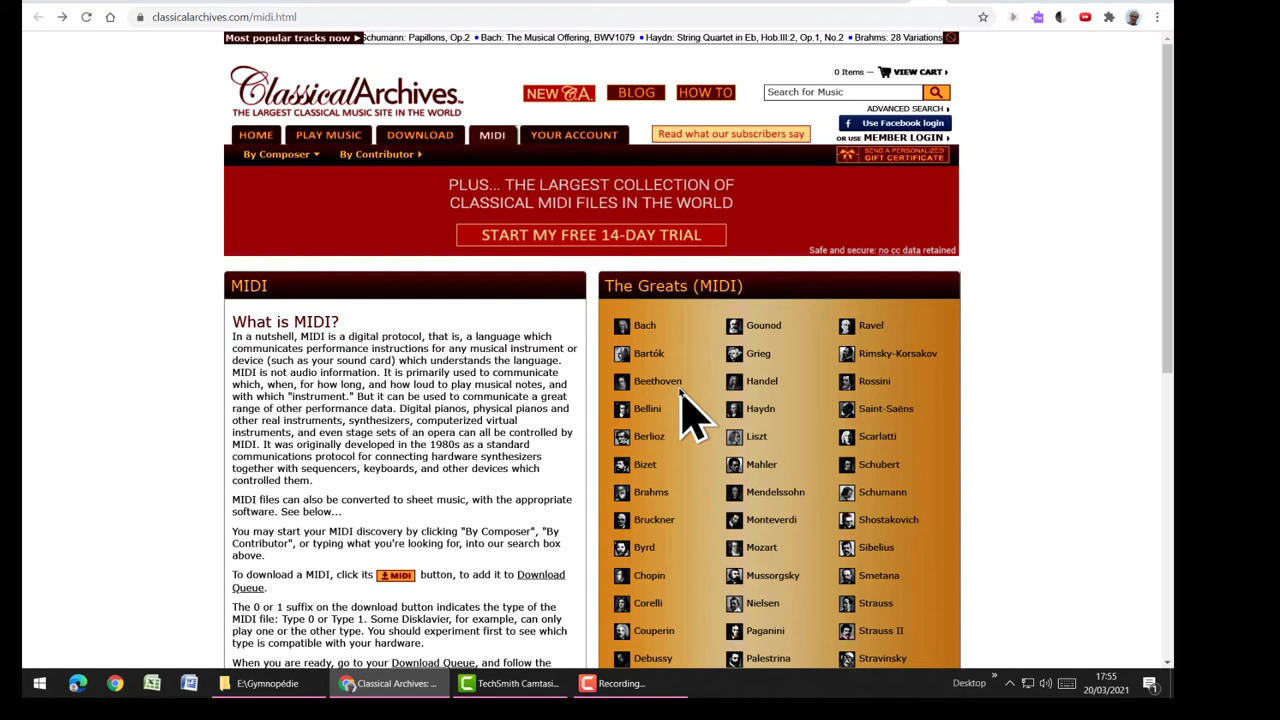 classicalarchives.com/midi.html
Most popular tracks now ► Schumann: Papillons, Op.2 • Bach: The Musical Offering, BWV1079 • Haydn: String Quartet in Eb, Hob.III:2, Op.1, No.2 • Brahms: 28 Variations
ClassicalArchives.
THE LARGEST CLASSICAL MUSIC SITE IN THE WORLD
NEW CA.
BLOG
HOW TO
0 Items — VIEW CART
Search for Music
ADVANCED SEARCH
f Use Facebook login
OR USE MEMBER LOGIN
HOME
PLAY MUSIC
DOWNLOAD
MIDI
YOUR ACCOUNT
Read what our subscribers say
By Composer
By Contributor
SEND A PERSONALIZED
GIFT CERTIFICATE
PLUS... THE LARGEST COLLECTION OF
CLASSICAL MIDI FILES IN THE WORLD
START MY FREE 14-DAY TRIAL
Safe and secure: no cc data retained
MIDI
What is MIDI?
In a nutshell, MIDI is a digital protocol, that is, a language which
communicates performance instructions for any musical instrument or
device (such as your sound card) which understands the language.
MIDI is not audio information. It is primarily used to communicate
which, when, for how long, and how loud to play musical notes, and
with which "instrument." But it can be used to communicate a great
range of other performance data. Digital pianos, physical pianos and
other real instruments, synthesizers, computerized virtual
instruments, and even stage sets of an opera can all be controlled by
MIDI. It was originally developed in the 1980s as a standard
communications protocol for connecting hardware synthesizers
together with sequencers, keyboards, and other devices which
controlled them.
MIDI files can also be converted to sheet music, with the appropriate
software. See below...
You may start your MIDI discovery by clicking "By Composer", "By
Contributor", or typing what you're looking for, into our search box
above.
To download a MIDI, click its MIDI button, to add it to Download
Queue.
The 0 or 1 suffix on the download button indicates the type of the
MIDI file: Type 0 or Type 1. Some Disklavier, for example, can only
play one or the other type. You should experiment first to see which
type is compatible with your hardware.
When you are ready, go to your Download Queue, and follow the
The Greats (MIDI)
Bach
Bartók
Beethoven
Bellini
Berlioz
Bizet
Brahms
Bruckner
Byrd
Chopin
Corelli
Couperin
Debussy
Gounod
Grieg
Handel
Haydn
Liszt
Mahler
Mendelssohn
Monteverdi
Mozart
Mussorgsky
Nielsen
Paganini
Palestrina
Ravel
Rimsky-Korsakov
Rossini
Saint-Saëns
Scarlatti
Schubert
Schumann
Shostakovich
Sibelius
Smetana
Strauss
Strauss II
Stravinsky
E:\Gymnopédie
Classical Archives: ...
TechSmith Camtasi...
Recording...
Desktop
17:55
20/03/2021